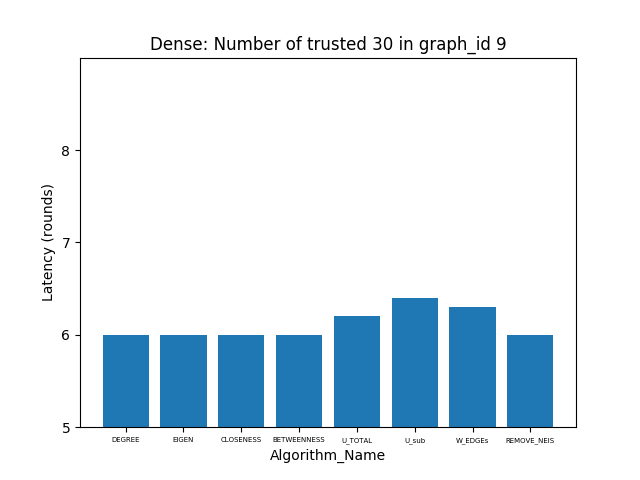 Dense: Number of trusted 30 in graph_id 9
Latency (rounds)
8
7
6
5
DEGREE EIGEN CLOSENESS BETWEENNESS U_TOTAL U_sub W_EDGEs REMOVE_NEIS
Algorithm_Name